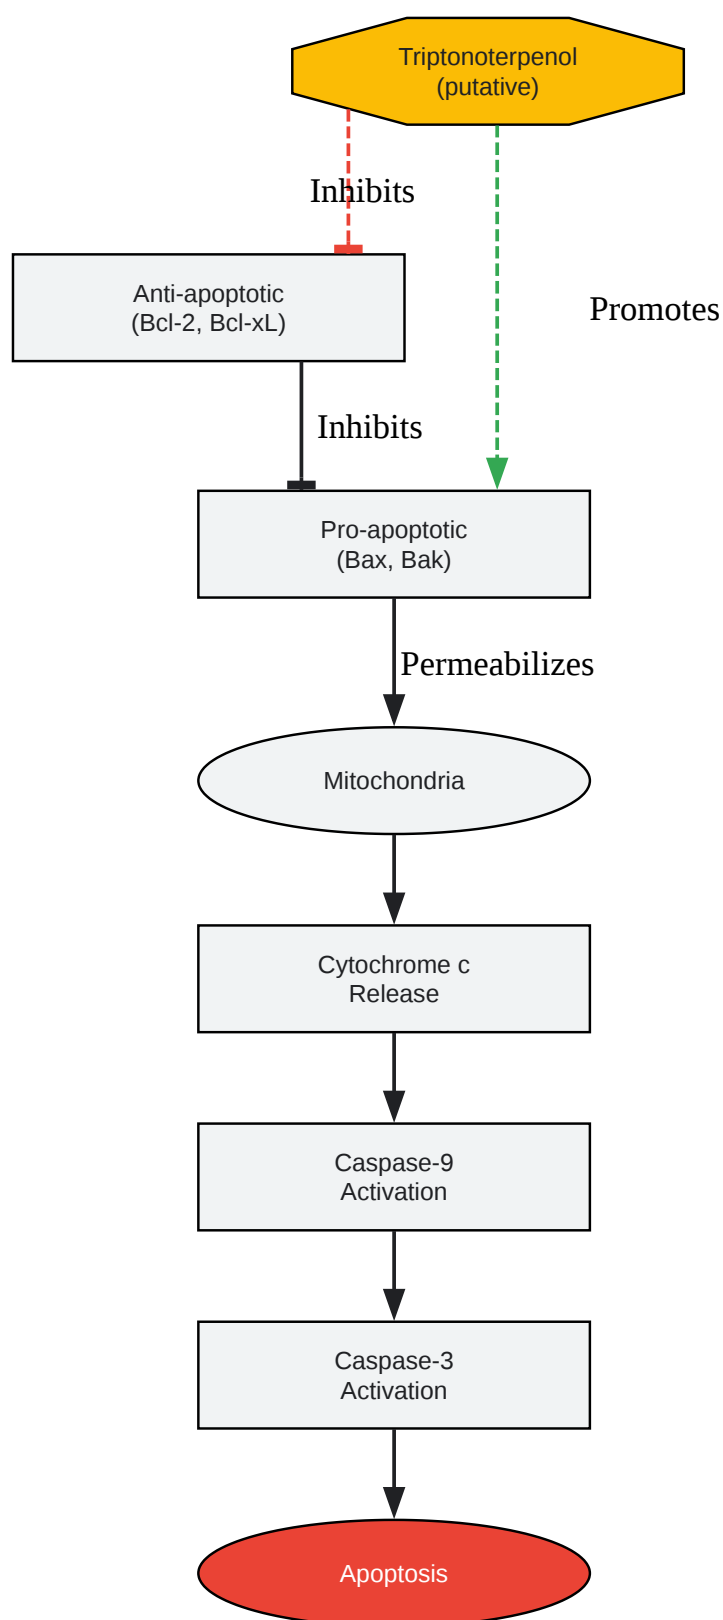 Triptonoterpenol
(putative)
Inhibits
Anti-apoptotic
(Bcl-2, Bcl-xL)
Promotes
Inhibits
Pro-apoptotic
(Bax, Bak)
Permeabilizes
Mitochondria
Cytochrome c
Release
Caspase-9
Activation
Caspase-3
Activation
Apoptosis